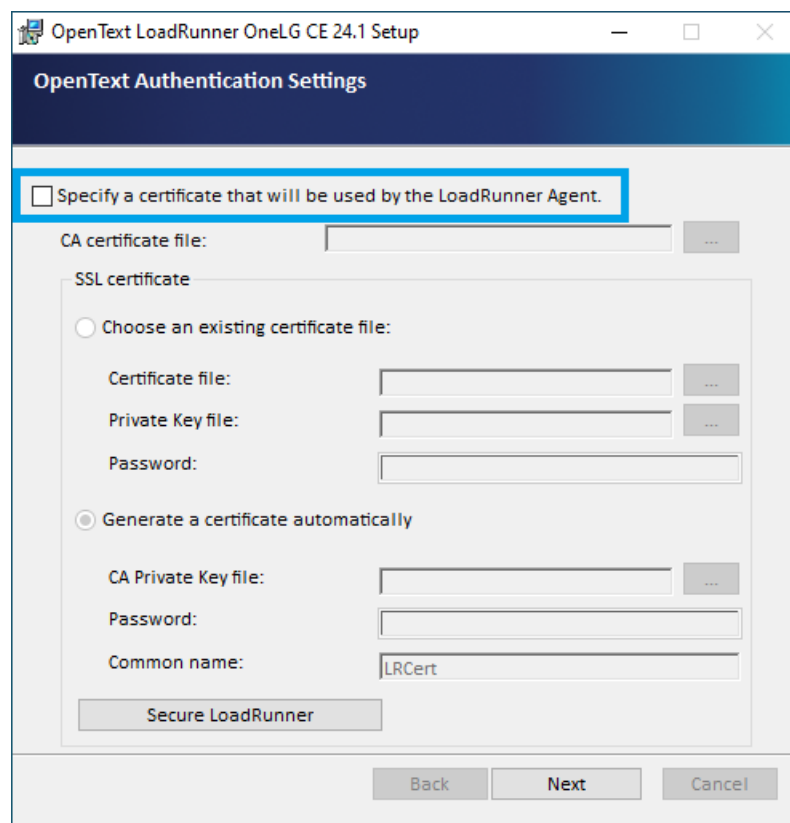 OpenText LoadRunner OneLG CE 24.1 Setup
OpenText Authentication Settings
Specify a certificate that will be used by the LoadRunner Agent.
CA certificate file:
...
SSL certificate
Choose an existing certificate file:
Certificate file:
...
Private Key file:
...
Password:
Generate a certificate automatically
CA Private Key file:
...
Password:
Common name:
LRCert
Secure LoadRunner
Back
Next
Cancel